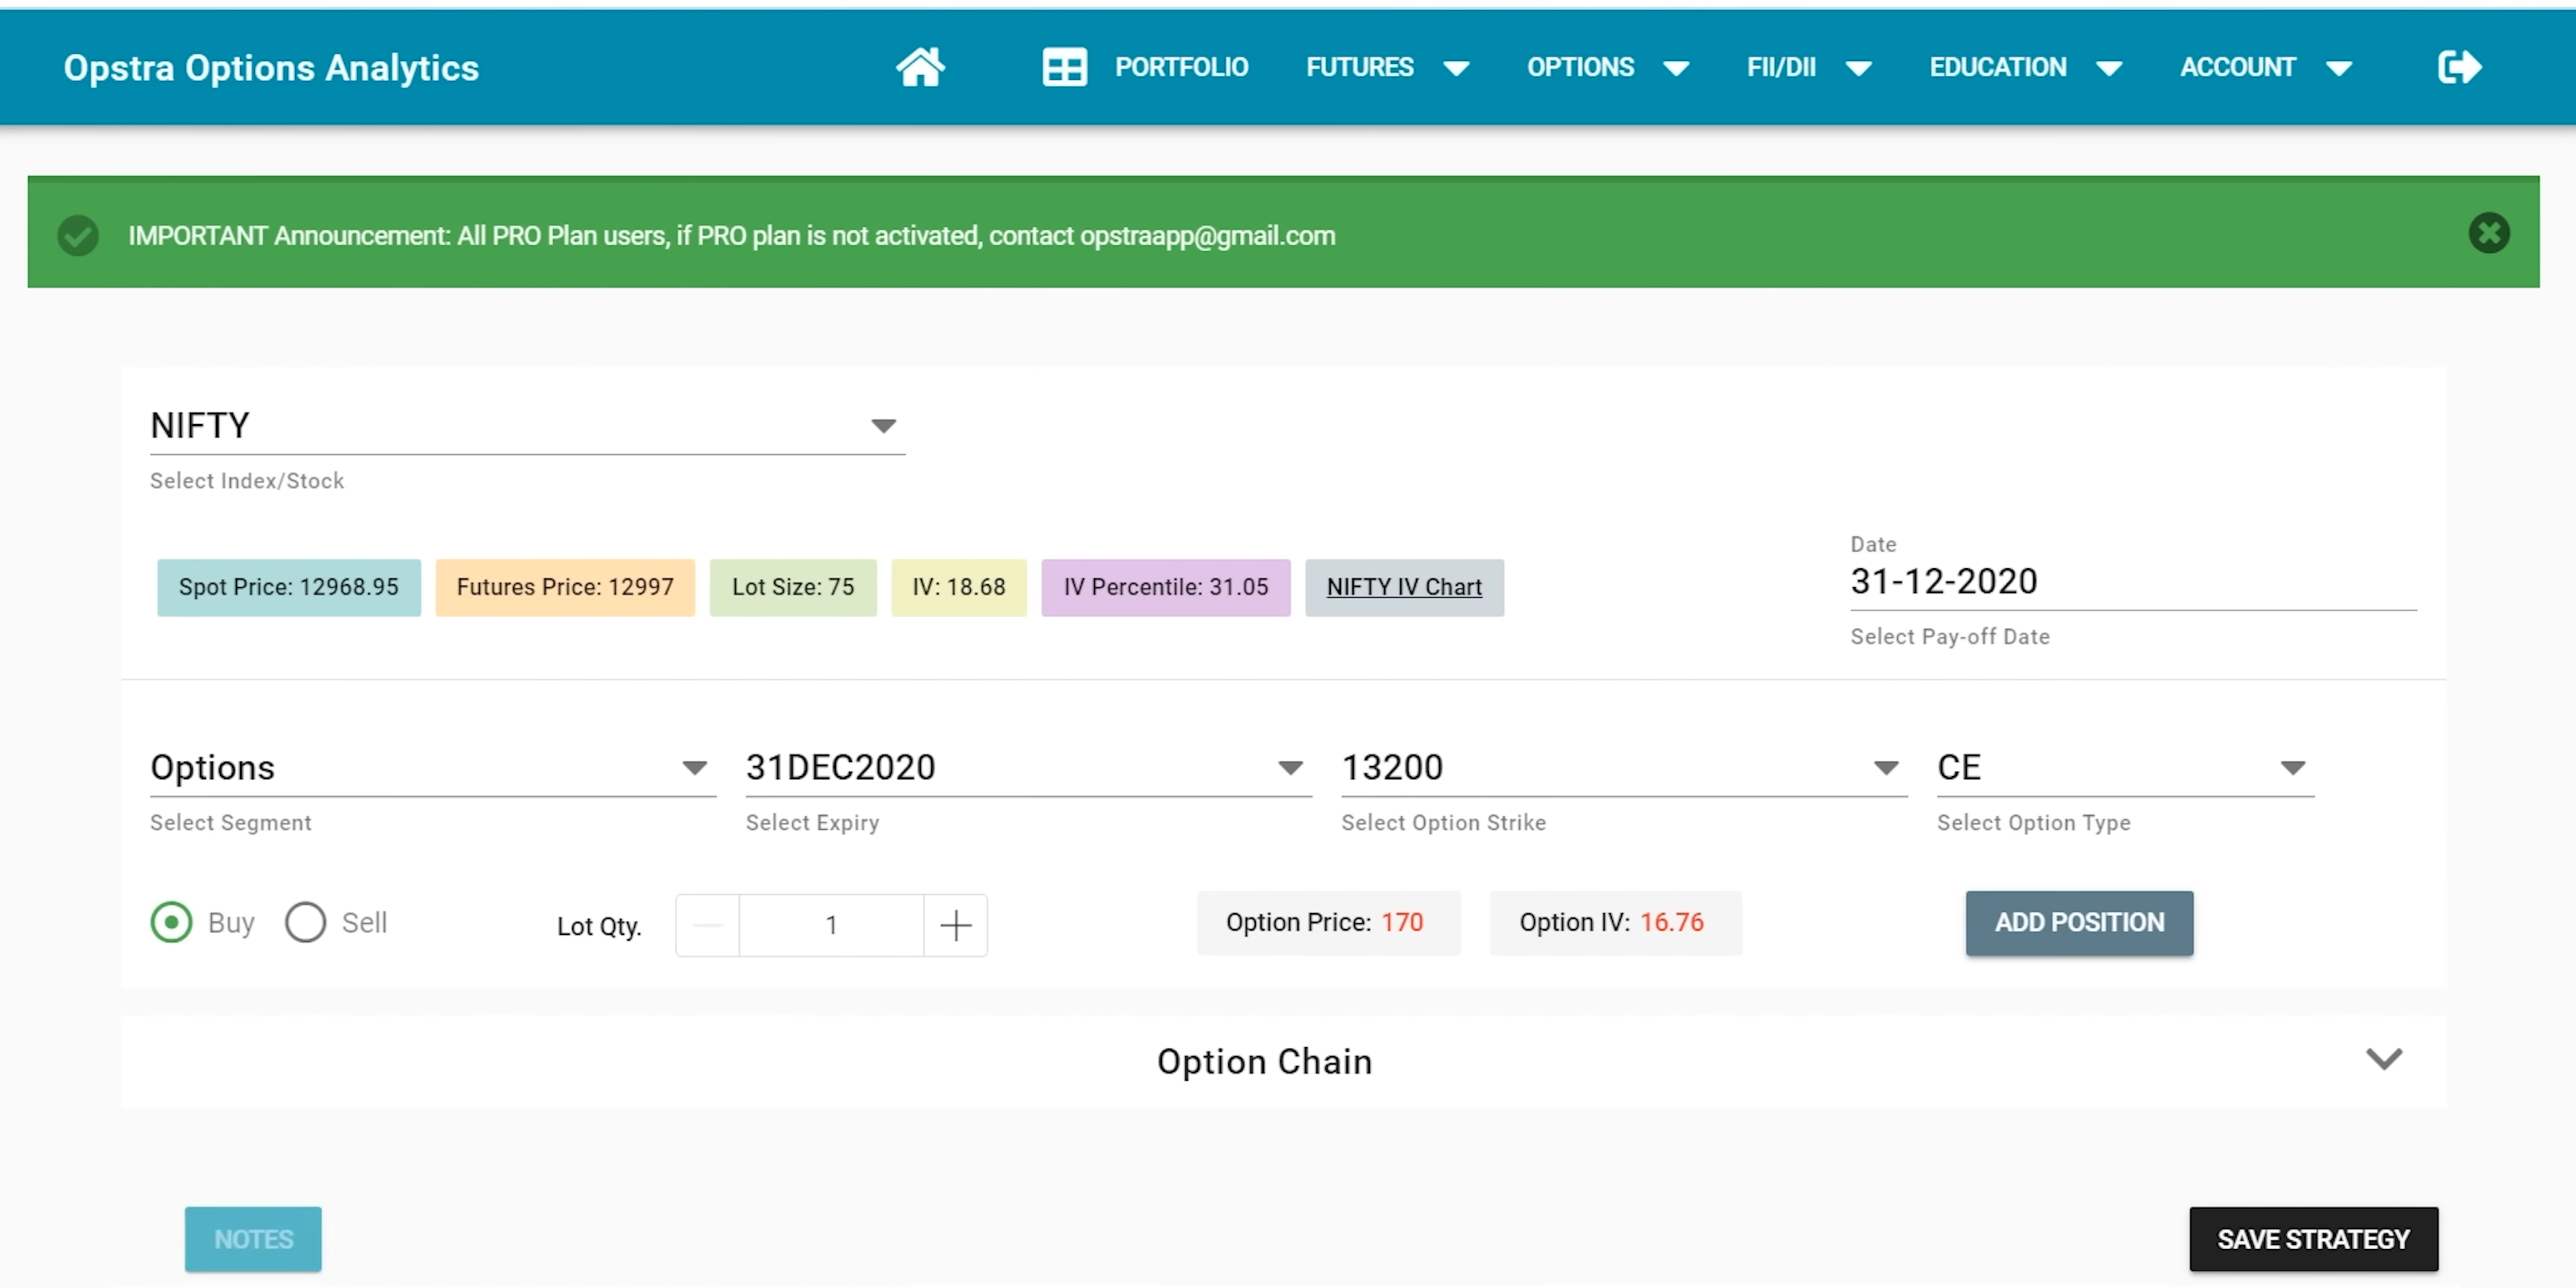 Opstra Options Analytics
PORTFOLIO
FUTURES
OPTIONS
FII/DII
EDUCATION
ACCOUNT
IMPORTANT Announcement: All PRO Plan users, if PRO plan is not activated, contact opstraapp@gmail.com
NIFTY
Select Index/Stock
Spot Price: 12968.95
Futures Price: 12997
Lot Size: 75
IV: 18.68
IV Percentile: 31.05
NIFTY IV Chart
Date
31-12-2020
Select Pay-off Date
Options
Select Segment
31DEC2020
Select Expiry
13200
Select Option Strike
CE
Select Option Type
Buy
Sell
Lot Qty.
1
Option Price: 170
Option IV: 16.76
ADD POSITION
Option Chain
NOTES
SAVE STRATEGY